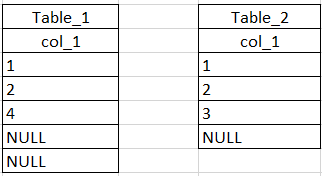 Table_1 Table_2
col_1 col_1
1 1
2 2
4 3
NULL NULL
NULL